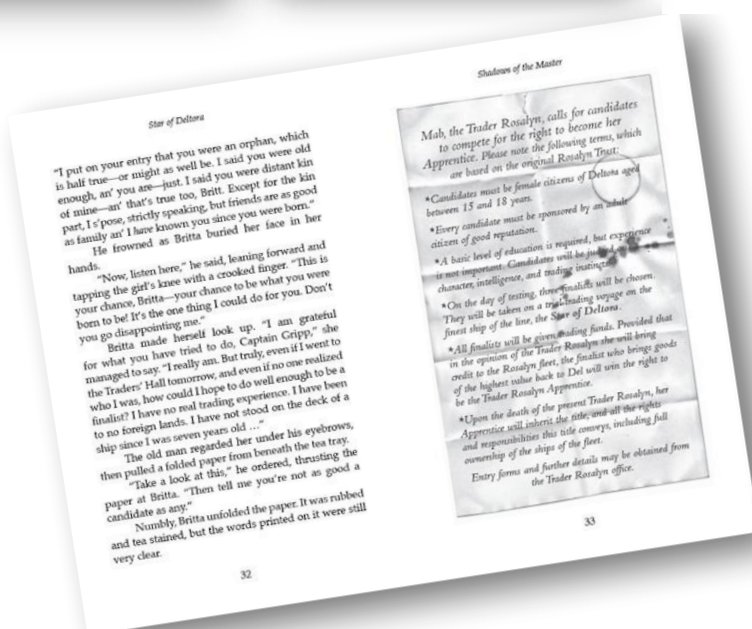 Star of Deltora
"I put on your entry that you were an orphan, which
is half true—or might as well be. I said you were old
enough, an' you are—just. I said you were distant kin
of mine—an' that's true too, Britt. Except for the kin
part, I s'pose, strictly speaking, but friends are as good
as family an' I have known you since you were born."
He frowned as Britta buried her face in her
hands.
"Now, listen here," he said, leaning forward and
tapping the girl's knee with a crooked finger. "This is
your chance, Britta—your chance to be what you were
born to be! It's the one thing I could do for you. Don't
you go disappointing me."
Britta made herself look up. "I am grateful
for what you have tried to do, Captain Gripp," she
managed to say. "I really am. But truly, even if I went to
the Traders' Hall tomorrow, and even if no one realized
who I was, how could I hope to do well enough to be a
finalist? I have no real trading experience. I have been
to no foreign lands. I have not stood on the deck of a
ship since I was seven years old ..."
The old man regarded her under his eyebrows,
then pulled a folded paper from beneath the tea tray.
"Take a look at this," he ordered, thrusting the
paper at Britta. "Then tell me you're not as good a
candidate as any."
Numbly, Britta unfolded the paper. It was rubbed
and tea stained, but the words printed on it were still
very clear.
32
Shadows of the Master
Mab, the Trader Rosalyn, calls for candidates
to compete for the right to become her
Apprentice. Please note the following terms, which
are based on the original Rosalyn Trust:
*Candidates must be female citizens of Deltora aged
between 15 and 18 years.
*Every candidate must be sponsored by an adult
citizen of good reputation.
*A basic level of education is required, but experience
is not important. Candidates will be judged on
character, intelligence, and trading instinct.
*On the day of testing, three finalists will be chosen.
They will be taken on a trial trading voyage on the
finest ship of the line, the Star of Deltora.
*All finalists will be given trading funds. Provided that
in the opinion of the Trader Rosalyn she will bring
credit to the Rosalyn fleet, the finalist who brings goods
of the highest value back to Del will win the right to
be the Trader Rosalyn Apprentice.
*Upon the death of the present Trader Rosalyn, her
Apprentice will inherit the title, and all the rights
and responsibilities this title conveys, including full
ownership of the ships of the fleet.
Entry forms and further details may be obtained from
the Trader Rosalyn office.
33